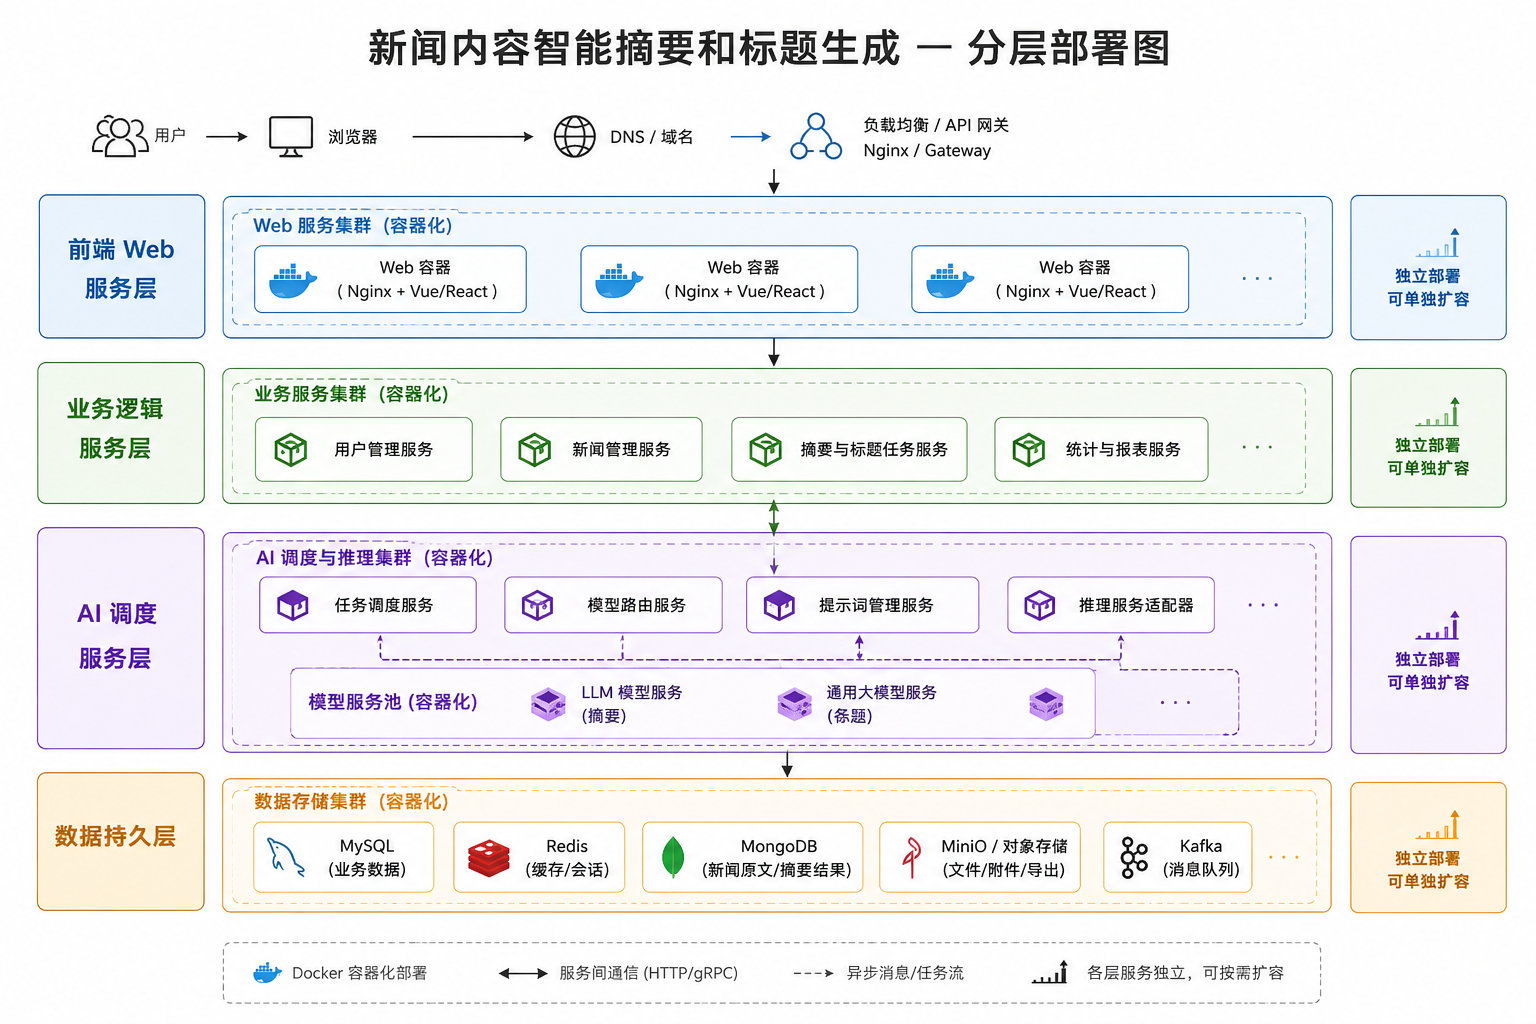 新闻内容智能摘要和标题生成 — 分层部署图
用户
浏览器
DNS / 域名
负载均衡 / API 网关
Nginx / Gateway
前端 Web
服务层
Web 服务集群（容器化）
Web 容器
( Nginx + Vue/React )
Web 容器
( Nginx + Vue/React )
Web 容器
( Nginx + Vue/React )
···
独立部署
可单独扩容
业务逻辑
服务层
业务服务集群（容器化）
用户管理服务
新闻管理服务
摘要与标题任务服务
统计与报表服务
···
独立部署
可单独扩容
AI 调度
服务层
AI 调度与推理集群（容器化）
任务调度服务
模型路由服务
提示词管理服务
推理服务适配器
···
模型服务池 (容器化)
LLM 模型服务
(摘要)
通用大模型服务
(条题)
···
独立部署
可单独扩容
数据持久层
数据存储集群（容器化）
MySQL
(业务数据)
Redis
(缓存/会话)
MongoDB
(新闻原文/摘要结果)
MiniO / 对象存储
(文件/附件/导出)
Kafka
(消息队列)
···
独立部署
可单独扩容
Docker 容器化部署
服务间通信 (HTTP/gRPC)
异步消息/任务流
各层服务独立，可按需扩容